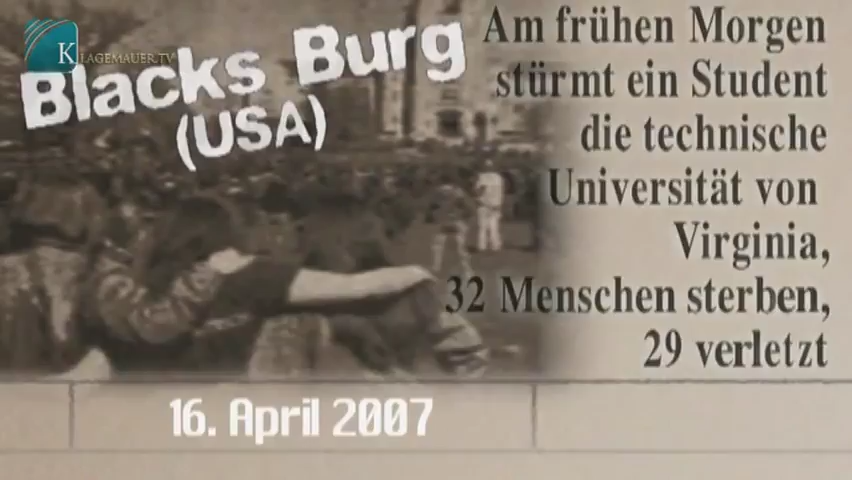 KLAGEMAUER.TV
Blacks Burg
(USA)
Am frühen Morgen
stürmt ein Student
die technische
Universität von
Virginia,
32 Menschen sterben,
29 verletzt
16. April 2007